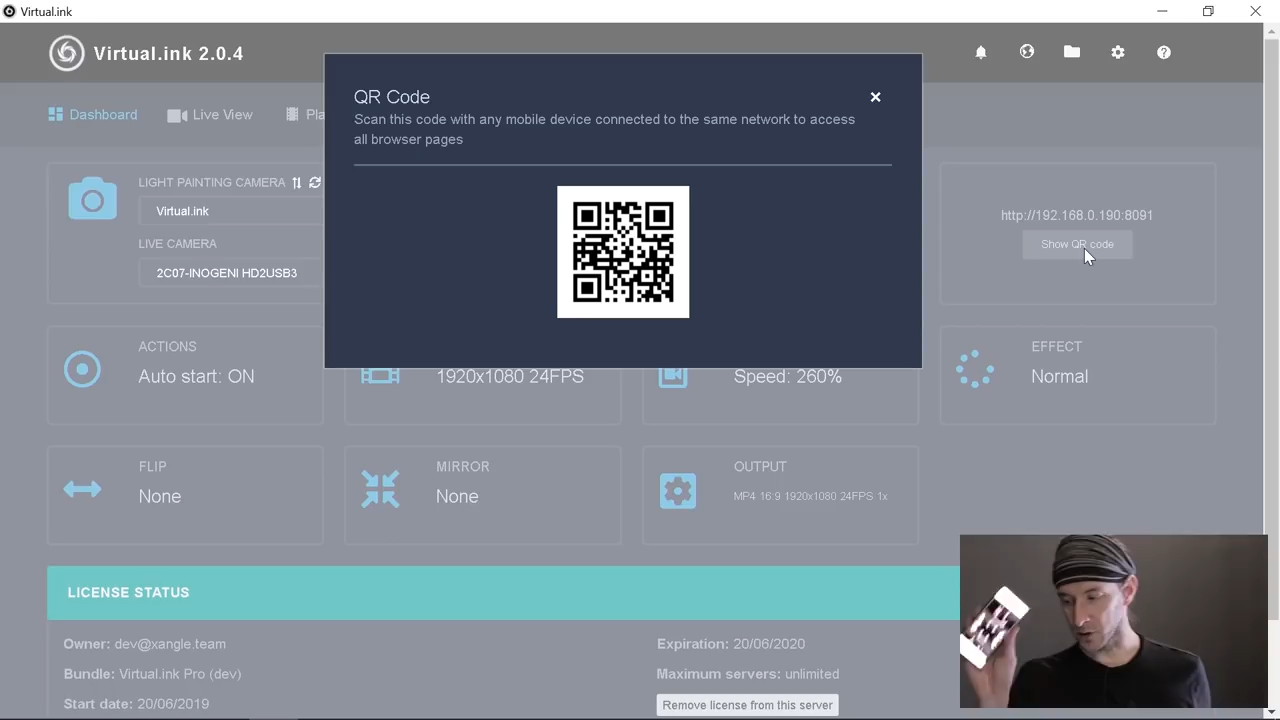 Virtual.ink
Virtual.ink 2.0.4
QR Code
Scan this code with any mobile device connected to the same network to access
all browser pages
Dashboard
Live View
Pla
LIGHT PAINTING CAMERA
Virtual.ink
LIVE CAMERA
2C07-INOGENI HD2USB3
http://192.168.0.190:8091
Show QR code
ACTIONS
Auto start: ON
1920x1080 24FPS
Speed: 260%
EFFECT
Normal
FLIP
None
MIRROR
None
OUTPUT
MP4 16:9 1920x1080 24FPS 1x
LICENSE STATUS
Owner: dev@xangle.team
Expiration: 20/06/2020
Bundle: Virtual.ink Pro (dev)
Maximum servers: unlimited
Start date: 20/06/2019
Remove license from this server